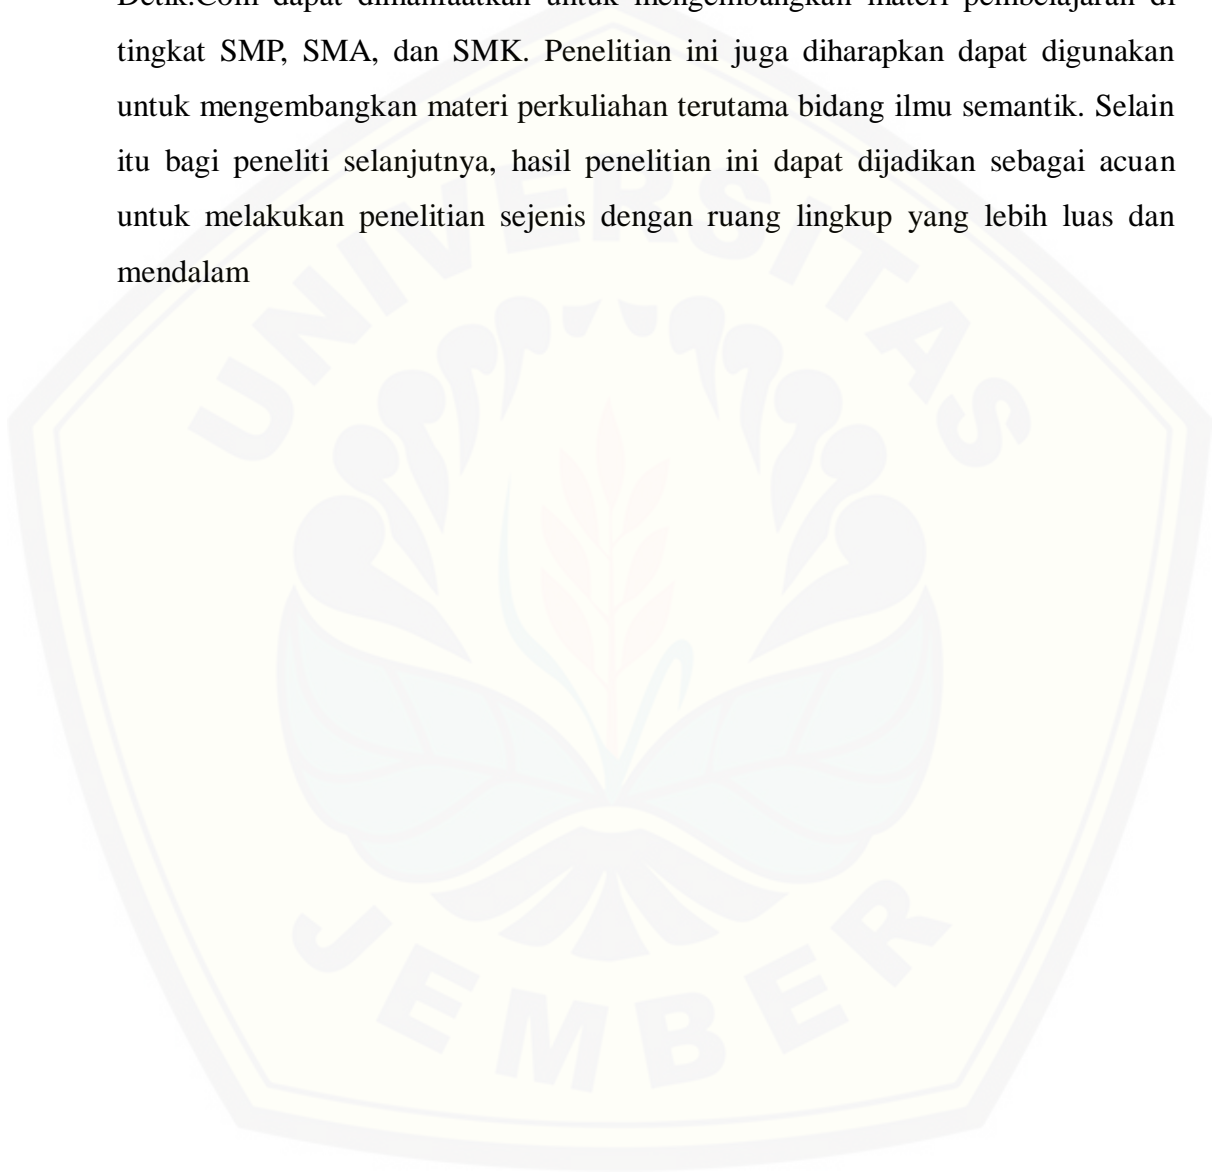 Detik.Com dapat dimanfaatkan untuk mengembangkan materi pembelajaran di
tingkat SMP, SMA, dan SMK. Penelitian ini juga diharapkan dapat digunakan
untuk mengembangkan materi perkuliahan terutama bidang ilmu semantik. Selain
itu bagi peneliti selanjutnya, hasil penelitian ini dapat dijadikan sebagai acuan
untuk melakukan penelitian sejenis dengan ruang lingkup yang lebih luas dan
mendalam
UNIVERSITAS
JEMBER